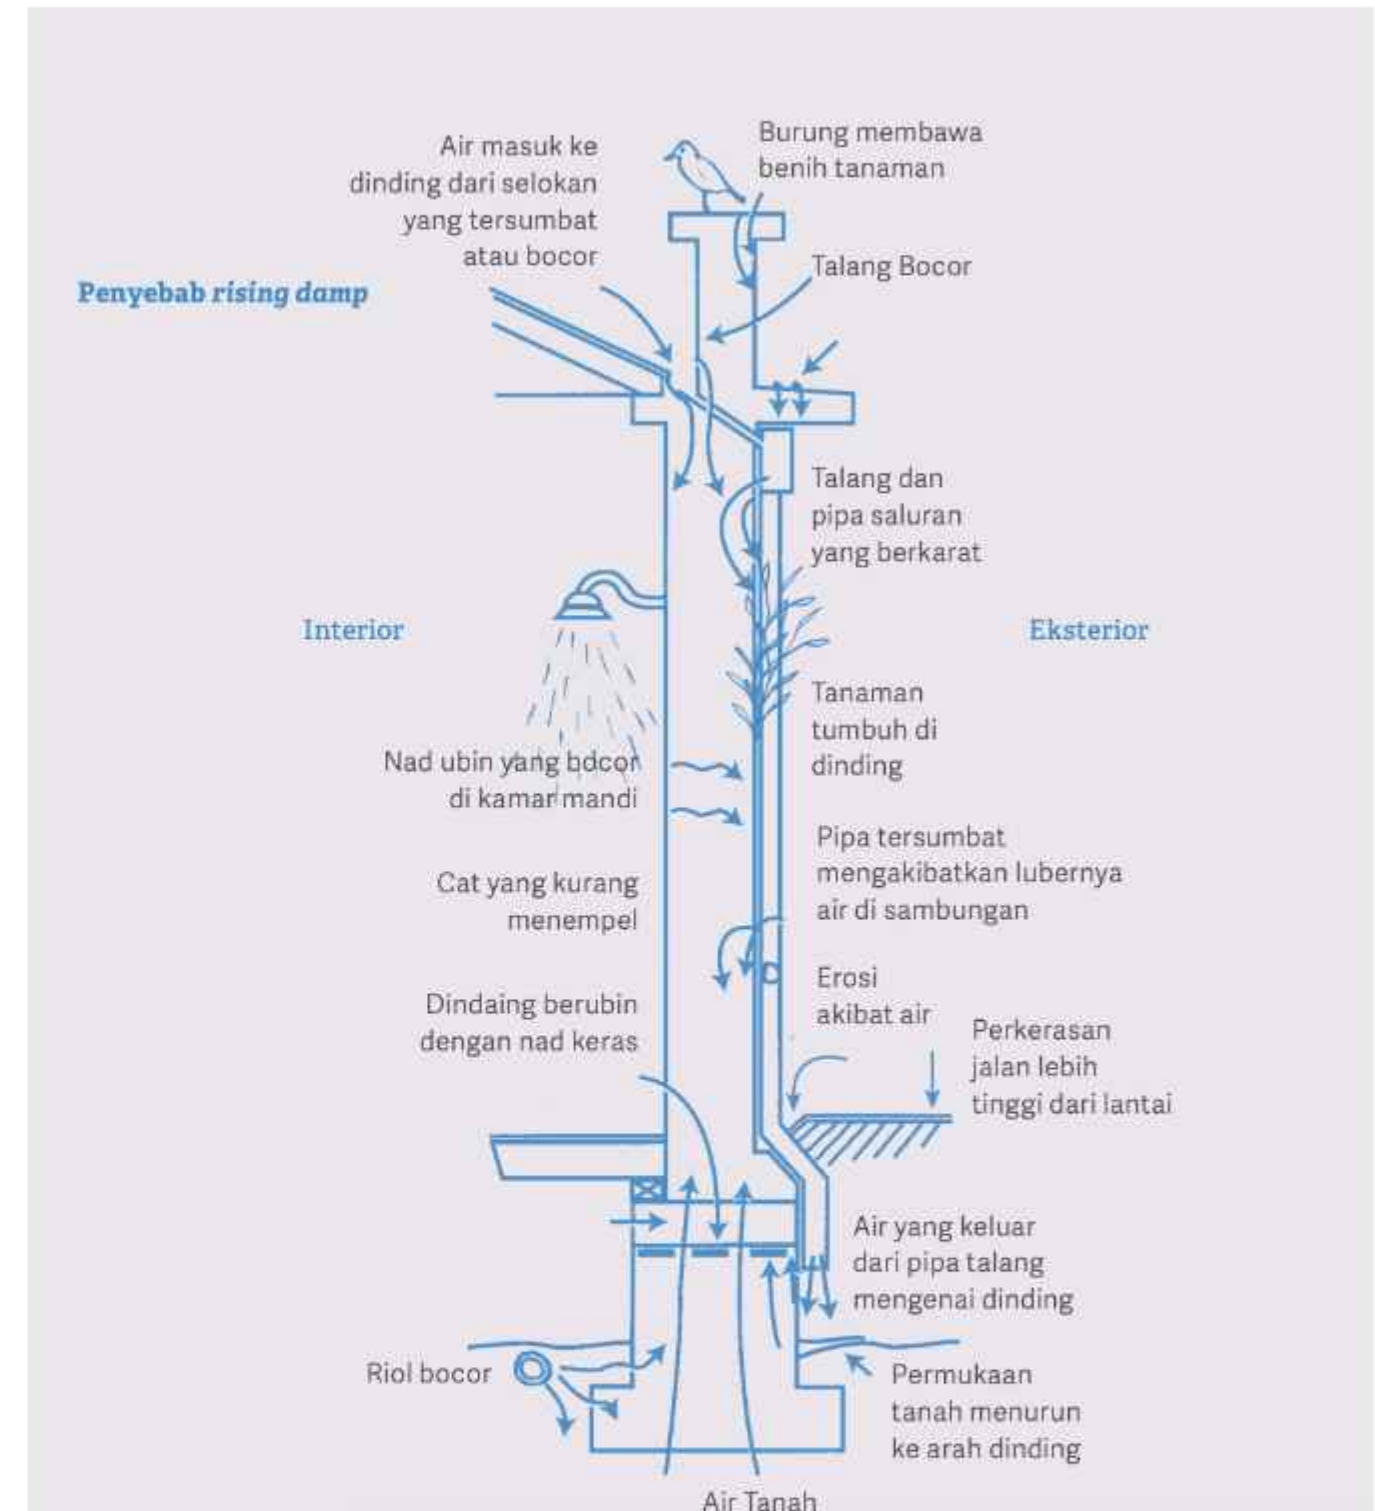 Air masuk ke
dinding dari selokan
yang tersumbat
atau bocor
Burung membawa
benih tanaman
Talang Bocor
Penyebab rising damp
Talang dan
pipa saluran
yang berkarat
Interior
Eksterior
Tanaman
tumbuh di
dinding
Nad ubin yang bocor
di kamar mandi
Pipa tersumbat
mengakibatkan lubernya
air di sambungan
Cat yang kurang
menempel
Erosi
akibat air
Dindaing berubin
dengan nad keras
Perkerasan
jalan lebih
tinggi dari lantai
Air yang keluar
dari pipa talang
mengenai dinding
Riol bocor
Permukaan
tanah menurun
ke arah dinding
Air Tanah